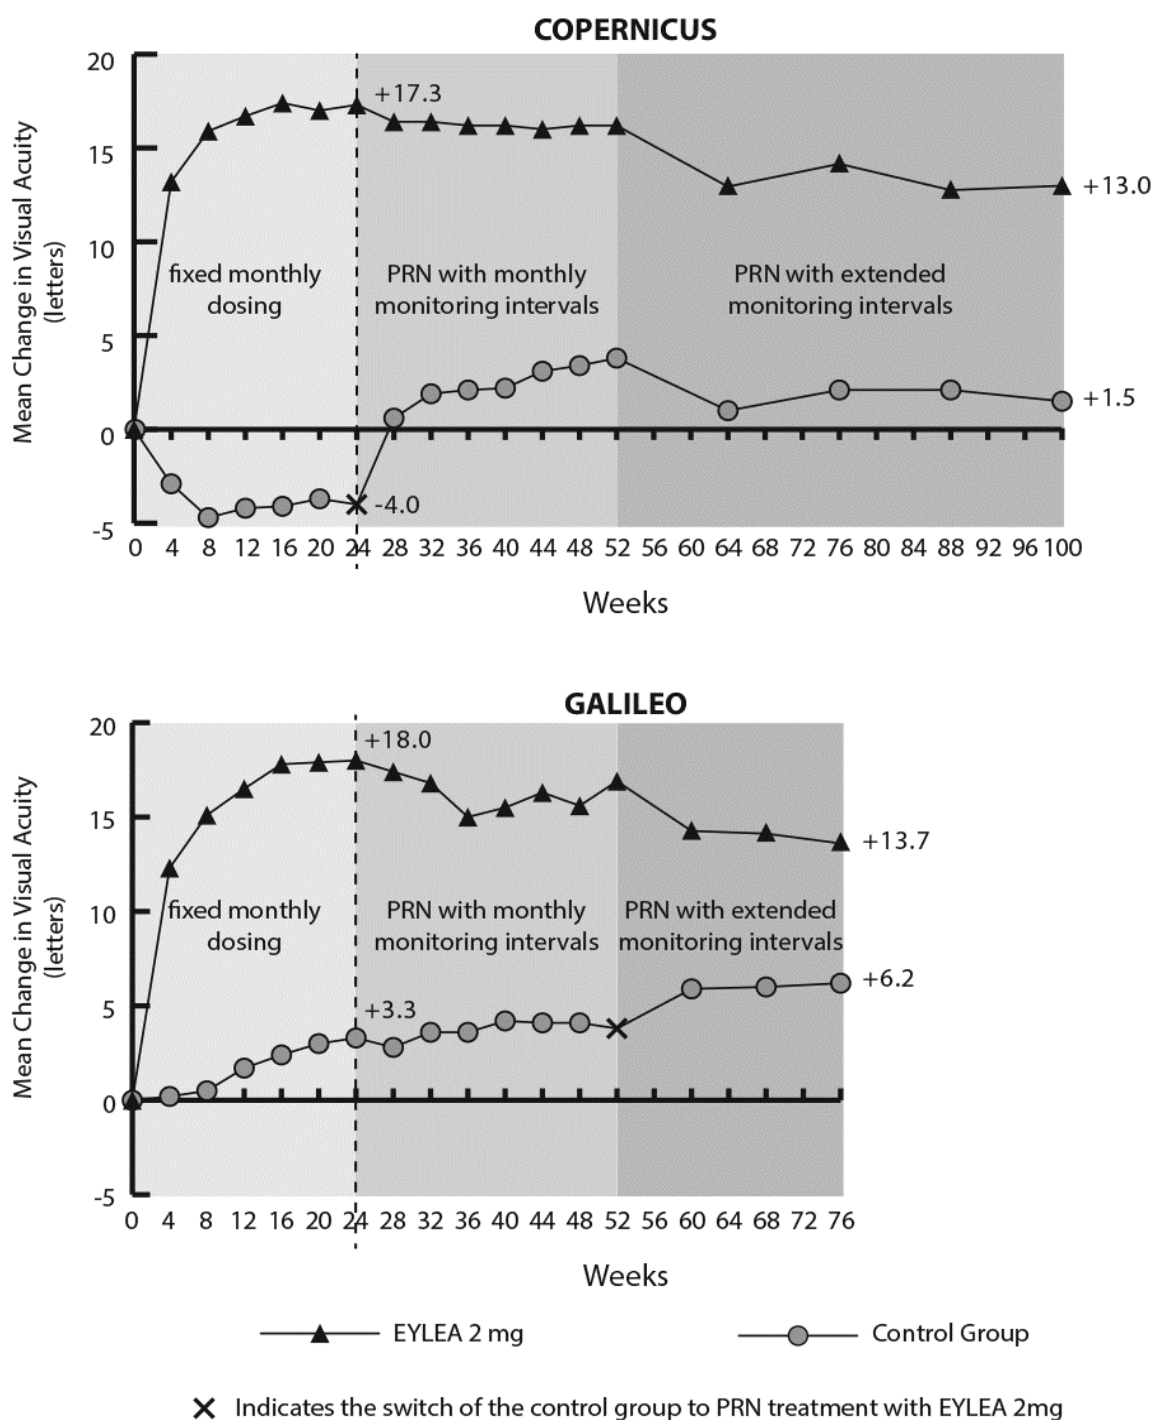 COPERNICUS
Mean Change in Visual Acuity
(letters)
20
15
10
5
0
-5
+17.3
+13.0
fixed monthly
dosing
PRN with monthly
monitoring intervals
PRN with extended
monitoring intervals
+1.5
-4.0
0 4 8 12 16 20 24 28 32 36 40 44 48 52 56 60 64 68 72 76 80 84 88 92 96 100
Weeks
GALILEO
Mean Change in Visual Acuity
(letters)
20
15
10
5
0
-5
+18.0
+13.7
fixed monthly
dosing
PRN with monthly
monitoring intervals
PRN with extended
monitoring intervals
+6.2
+3.3
0 4 8 12 16 20 24 28 32 36 40 44 48 52 56 60 64 68 72 76
Weeks
EYLEA 2 mg
Control Group
Indicates the switch of the control group to PRN treatment with EYLEA 2mg